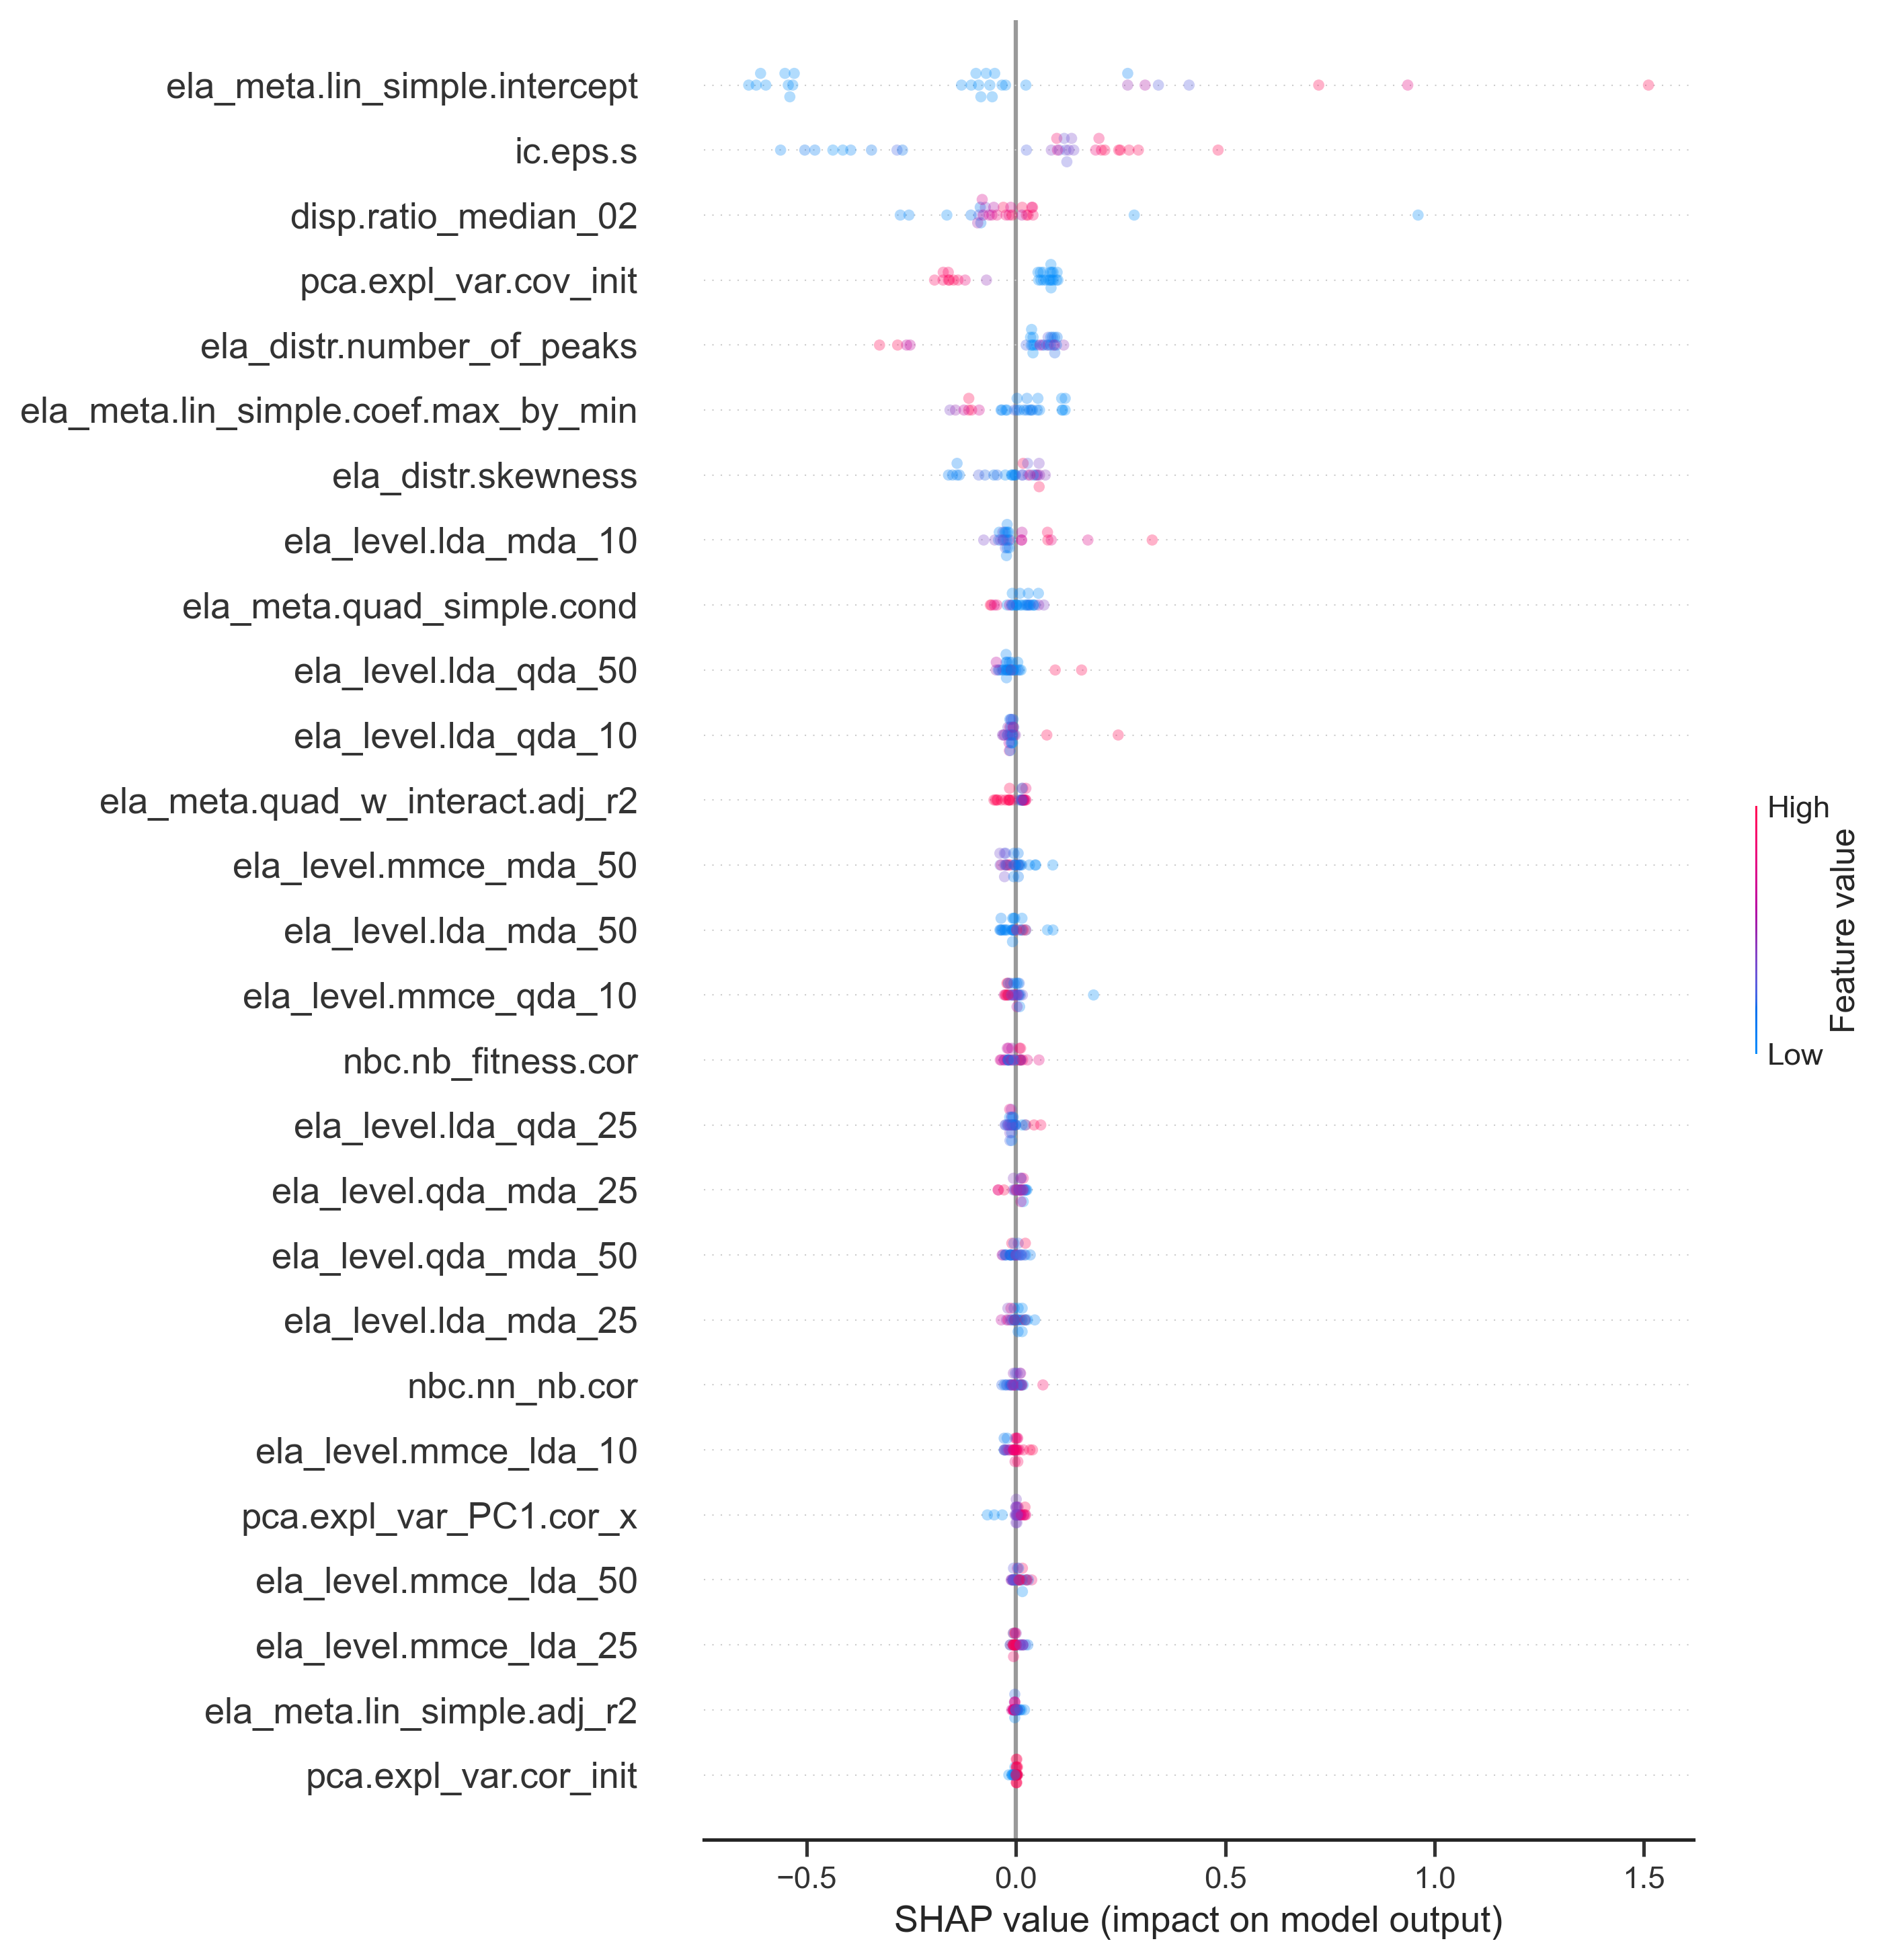 ela_meta.lin_simple.intercept
ic.eps.s
disp.ratio_median_02
pca.expl_var.cov_init
ela_distr.number_of_peaks
ela_meta.lin_simple.coef.max_by_min
ela_distr.skewness
ela_level.lda_mda_10
ela_meta.quad_simple.cond
ela_level.lda_qda_50
ela_level.lda_qda_10
ela_meta.quad_w_interact.adj_r2
ela_level.mmce_mda_50
ela_level.lda_mda_50
ela_level.mmce_qda_10
nbc.nb_fitness.cor
ela_level.lda_qda_25
ela_level.qda_mda_25
ela_level.qda_mda_50
ela_level.lda_mda_25
nbc.nn_nb.cor
ela_level.mmce_lda_10
pca.expl_var_PC1.cor_x
ela_level.mmce_lda_50
ela_level.mmce_lda_25
ela_meta.lin_simple.adj_r2
pca.expl_var.cor_init
−0.5 0.0 0.5 1.0 1.5
SHAP value (impact on model output)
High
Feature value
Low